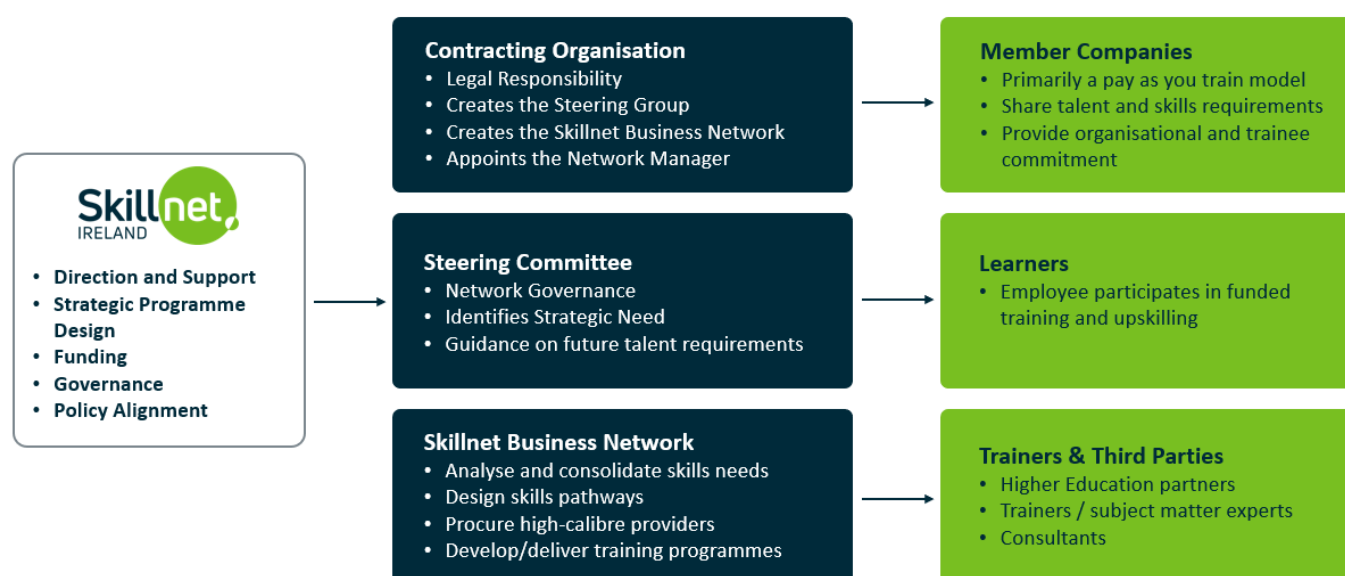 Skillnet
IRELAND
• Direction and Support
• Strategic Programme
Design
• Funding
• Governance
• Policy Alignment
Contracting Organisation
• Legal Responsibility
• Creates the Steering Group
• Creates the Skillnet Business Network
• Appoints the Network Manager
Member Companies
• Primarily a pay as you train model
• Share talent and skills requirements
• Provide organisational and trainee
commitment
Steering Committee
• Network Governance
• Identifies Strategic Need
• Guidance on future talent requirements
Learners
• Employee participates in funded
training and upskilling
Skillnet Business Network
• Analyse and consolidate skills needs
• Design skills pathways
• Procure high-calibre providers
• Develop/deliver training programmes
Trainers & Third Parties
• Higher Education partners
• Trainers / subject matter experts
• Consultants